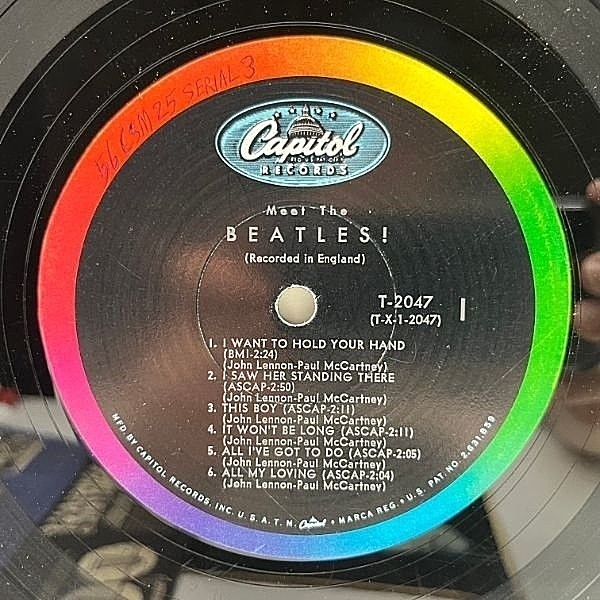 56 CSM 25 SERIAL 3
Capitol
RECORDS
Meet The
BEATLES!
(Recorded in England)
T-2047
(T-X-1-2047)
1
1. I WANT TO HOLD YOUR HAND
(BMI-2:24)
(John Lennon-Paul McCartney)
2. I SAW HER STANDING THERE
(ASCAP-2:50)
(John Lennon-Paul McCartney)
3. THIS BOY (ASCAP-2:11)
(John Lennon-Paul McCartney)
4. IT WON'T BE LONG (ASCAP-2:11)
(John Lennon-Paul McCartney)
5. ALL I'VE GOT TO DO (ASCAP-2:05)
(John Lennon-Paul McCartney)
6. ALL MY LOVING (ASCAP-2:04)
(John Lennon-Paul McCartney)
MFD. BY CAPITOL RECORDS, INC. U.S.A. T.M. Capitol • MARCA REG. • U.S. PAT. NO. 2,631,859